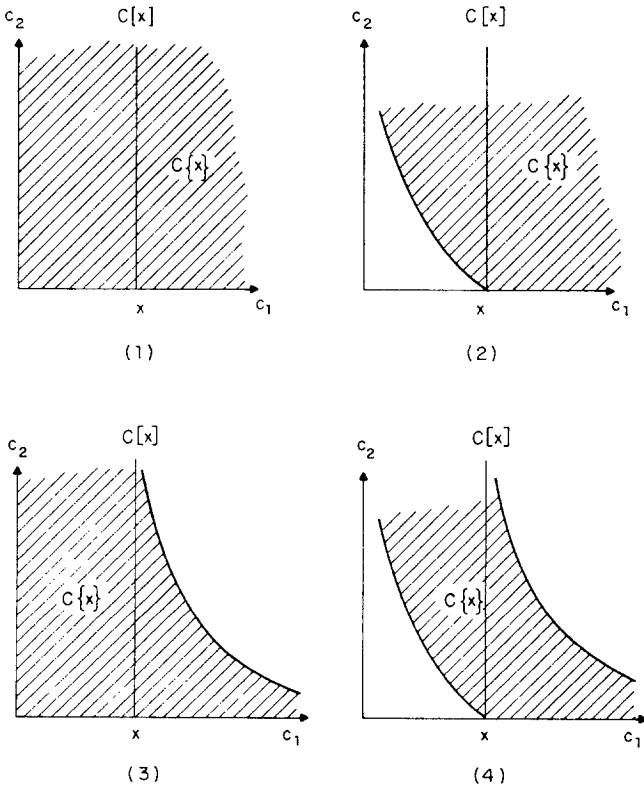 C[x] C[x]
c₂ c₂
C{x} C{x}
x c₁ x c₁
(1) (2)
C[x] C[x]
c₂ c₂
C{x} C{x}
x c₁ x c₁
(3) (4)